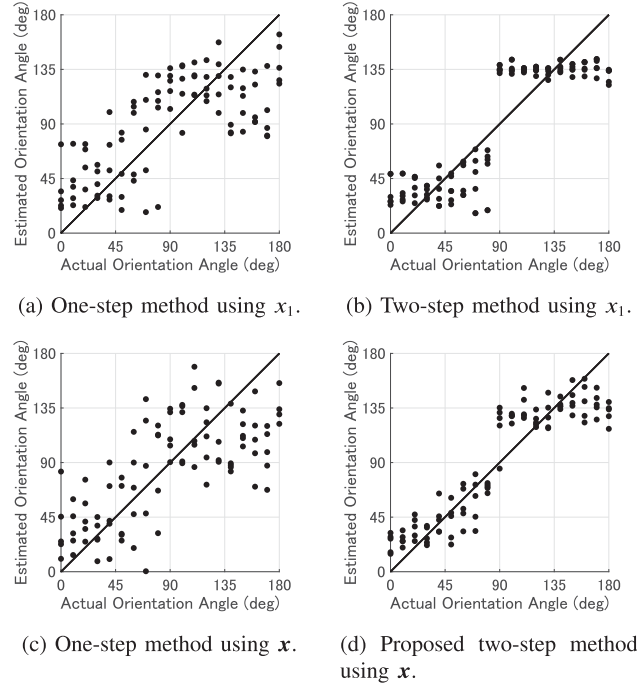 Estimated Orientation Angle (deg)
180
135
90
45
0
0 45 90 135 180
Actual Orientation Angle (deg)
(a) One-step method using x₁.
Estimated Orientation Angle (deg)
180
135
90
45
0
0 45 90 135 180
Actual Orientation Angle (deg)
(b) Two-step method using x₁.
Estimated Orientation Angle (deg)
180
135
90
45
0
0 45 90 135 180
Actual Orientation Angle (deg)
(c) One-step method using x.
Estimated Orientation Angle (deg)
180
135
90
45
0
0 45 90 135 180
Actual Orientation Angle (deg)
(d) Proposed two-step method
using x.